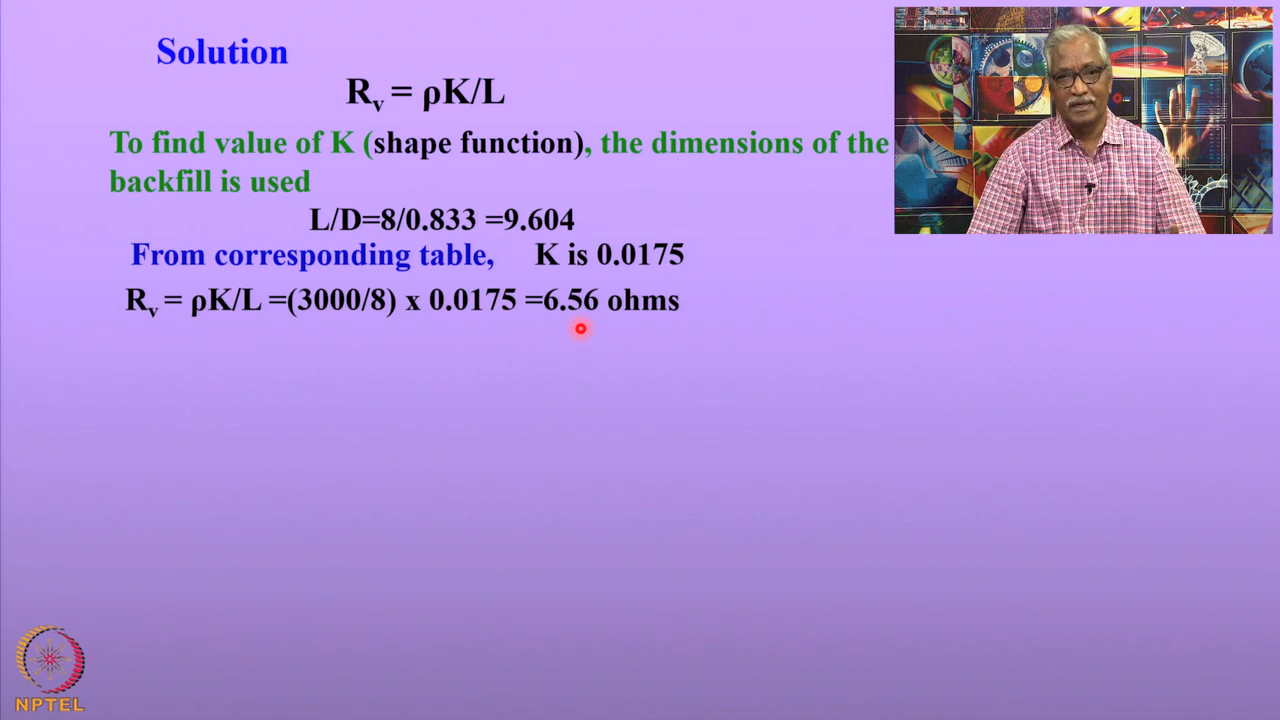 Solution
Rᵥ = ρK/L
To find value of K (shape function), the dimensions of the
backfill is used
L/D=8/0.833 =9.604
From corresponding table, K is 0.0175
Rᵥ = ρK/L =(3000/8) x 0.0175 =6.56 ohms
NPTEL